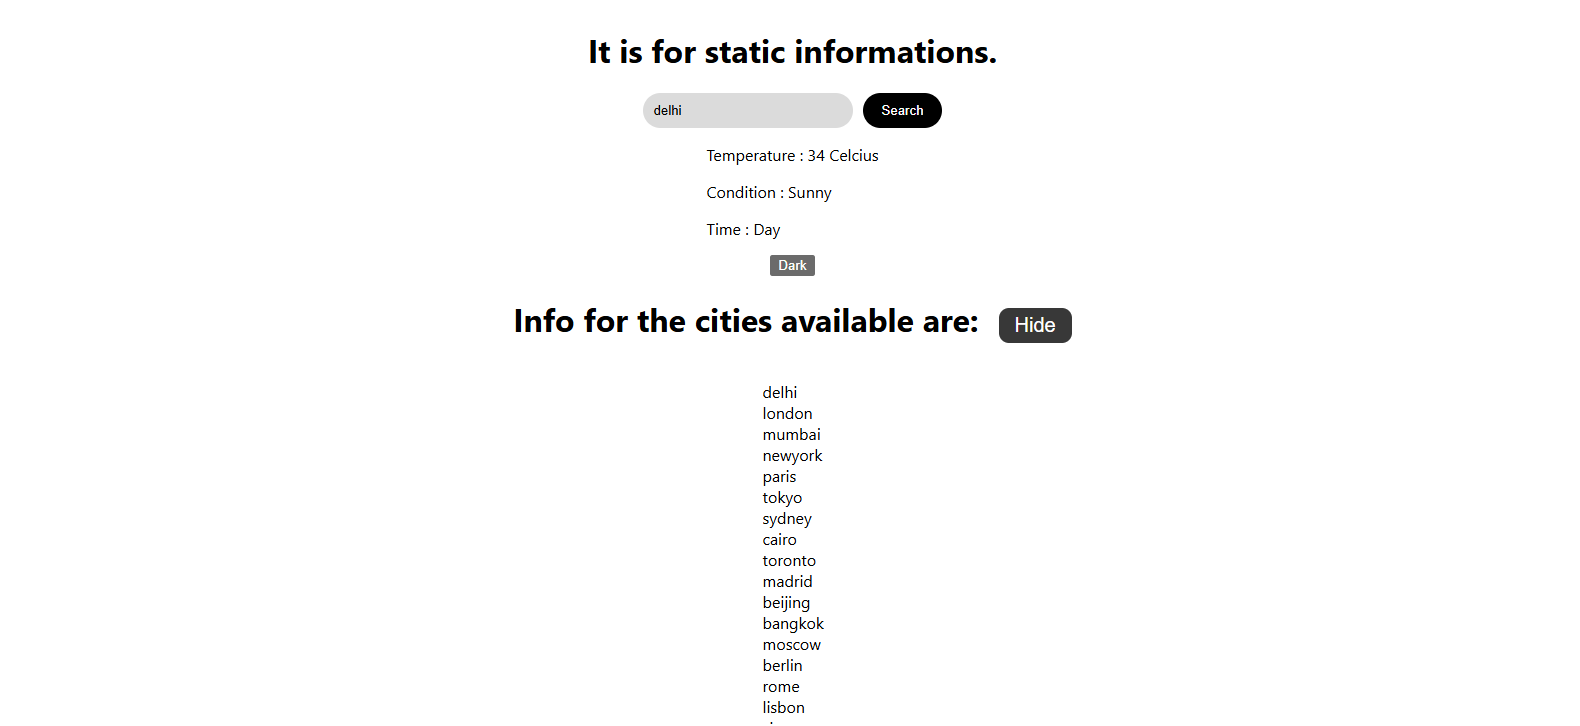 It is for static informations.
delhi Search
Temperature : 34 Celcius
Condition : Sunny
Time : Day
Dark
Info for the cities available are: Hide
delhi
london
mumbai
newyork
paris
tokyo
sydney
cairo
toronto
madrid
beijing
bangkok
moscow
berlin
rome
lisbon